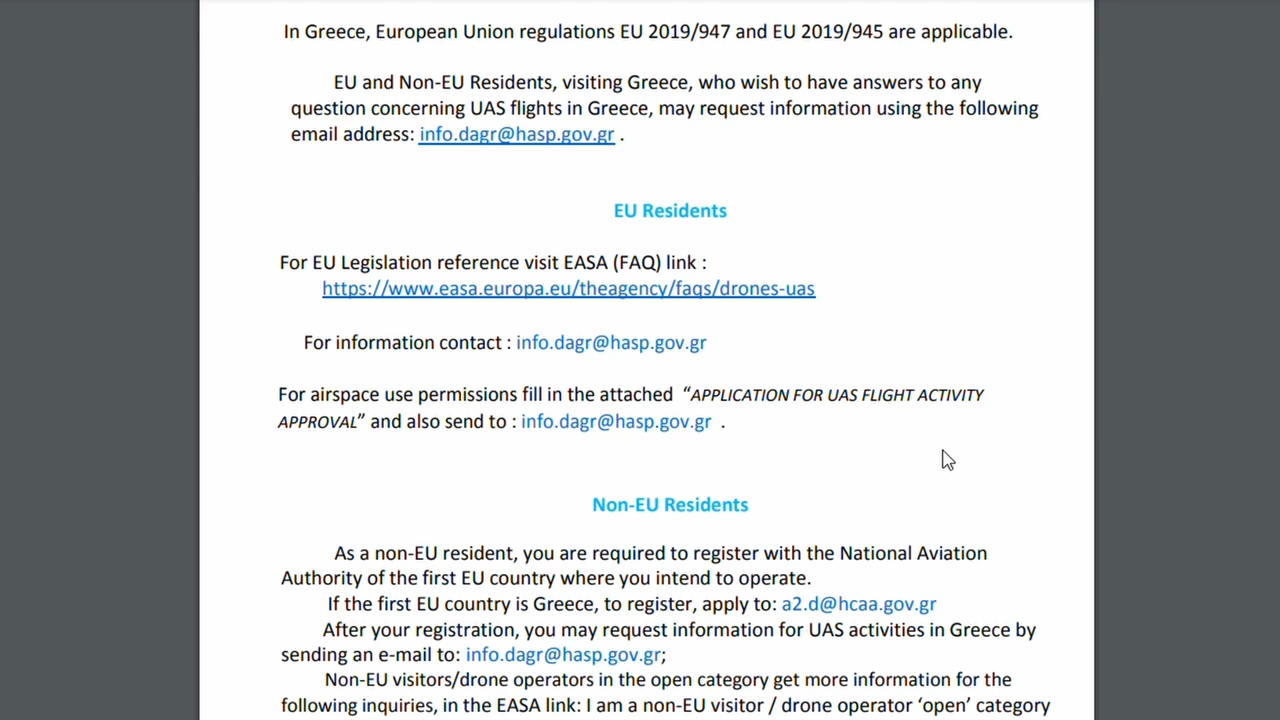 In Greece, European Union regulations EU 2019/947 and EU 2019/945 are applicable.
EU and Non-EU Residents, visiting Greece, who wish to have answers to any
question concerning UAS flights in Greece, may request information using the following
email address: info.dagr@hasp.gov.gr .
EU Residents
For EU Legislation reference visit EASA (FAQ) link :
https://www.easa.europa.eu/theagency/faqs/drones-uas
For information contact : info.dagr@hasp.gov.gr
For airspace use permissions fill in the attached “APPLICATION FOR UAS FLIGHT ACTIVITY
APPROVAL” and also send to : info.dagr@hasp.gov.gr .
Non-EU Residents
As a non-EU resident, you are required to register with the National Aviation
Authority of the first EU country where you intend to operate.
If the first EU country is Greece, to register, apply to: a2.d@hcaa.gov.gr
After your registration, you may request information for UAS activities in Greece by
sending an e-mail to: info.dagr@hasp.gov.gr;
Non-EU visitors/drone operators in the open category get more information for the
following inquiries, in the EASA link: I am a non-EU visitor / drone operator ‘open’ category